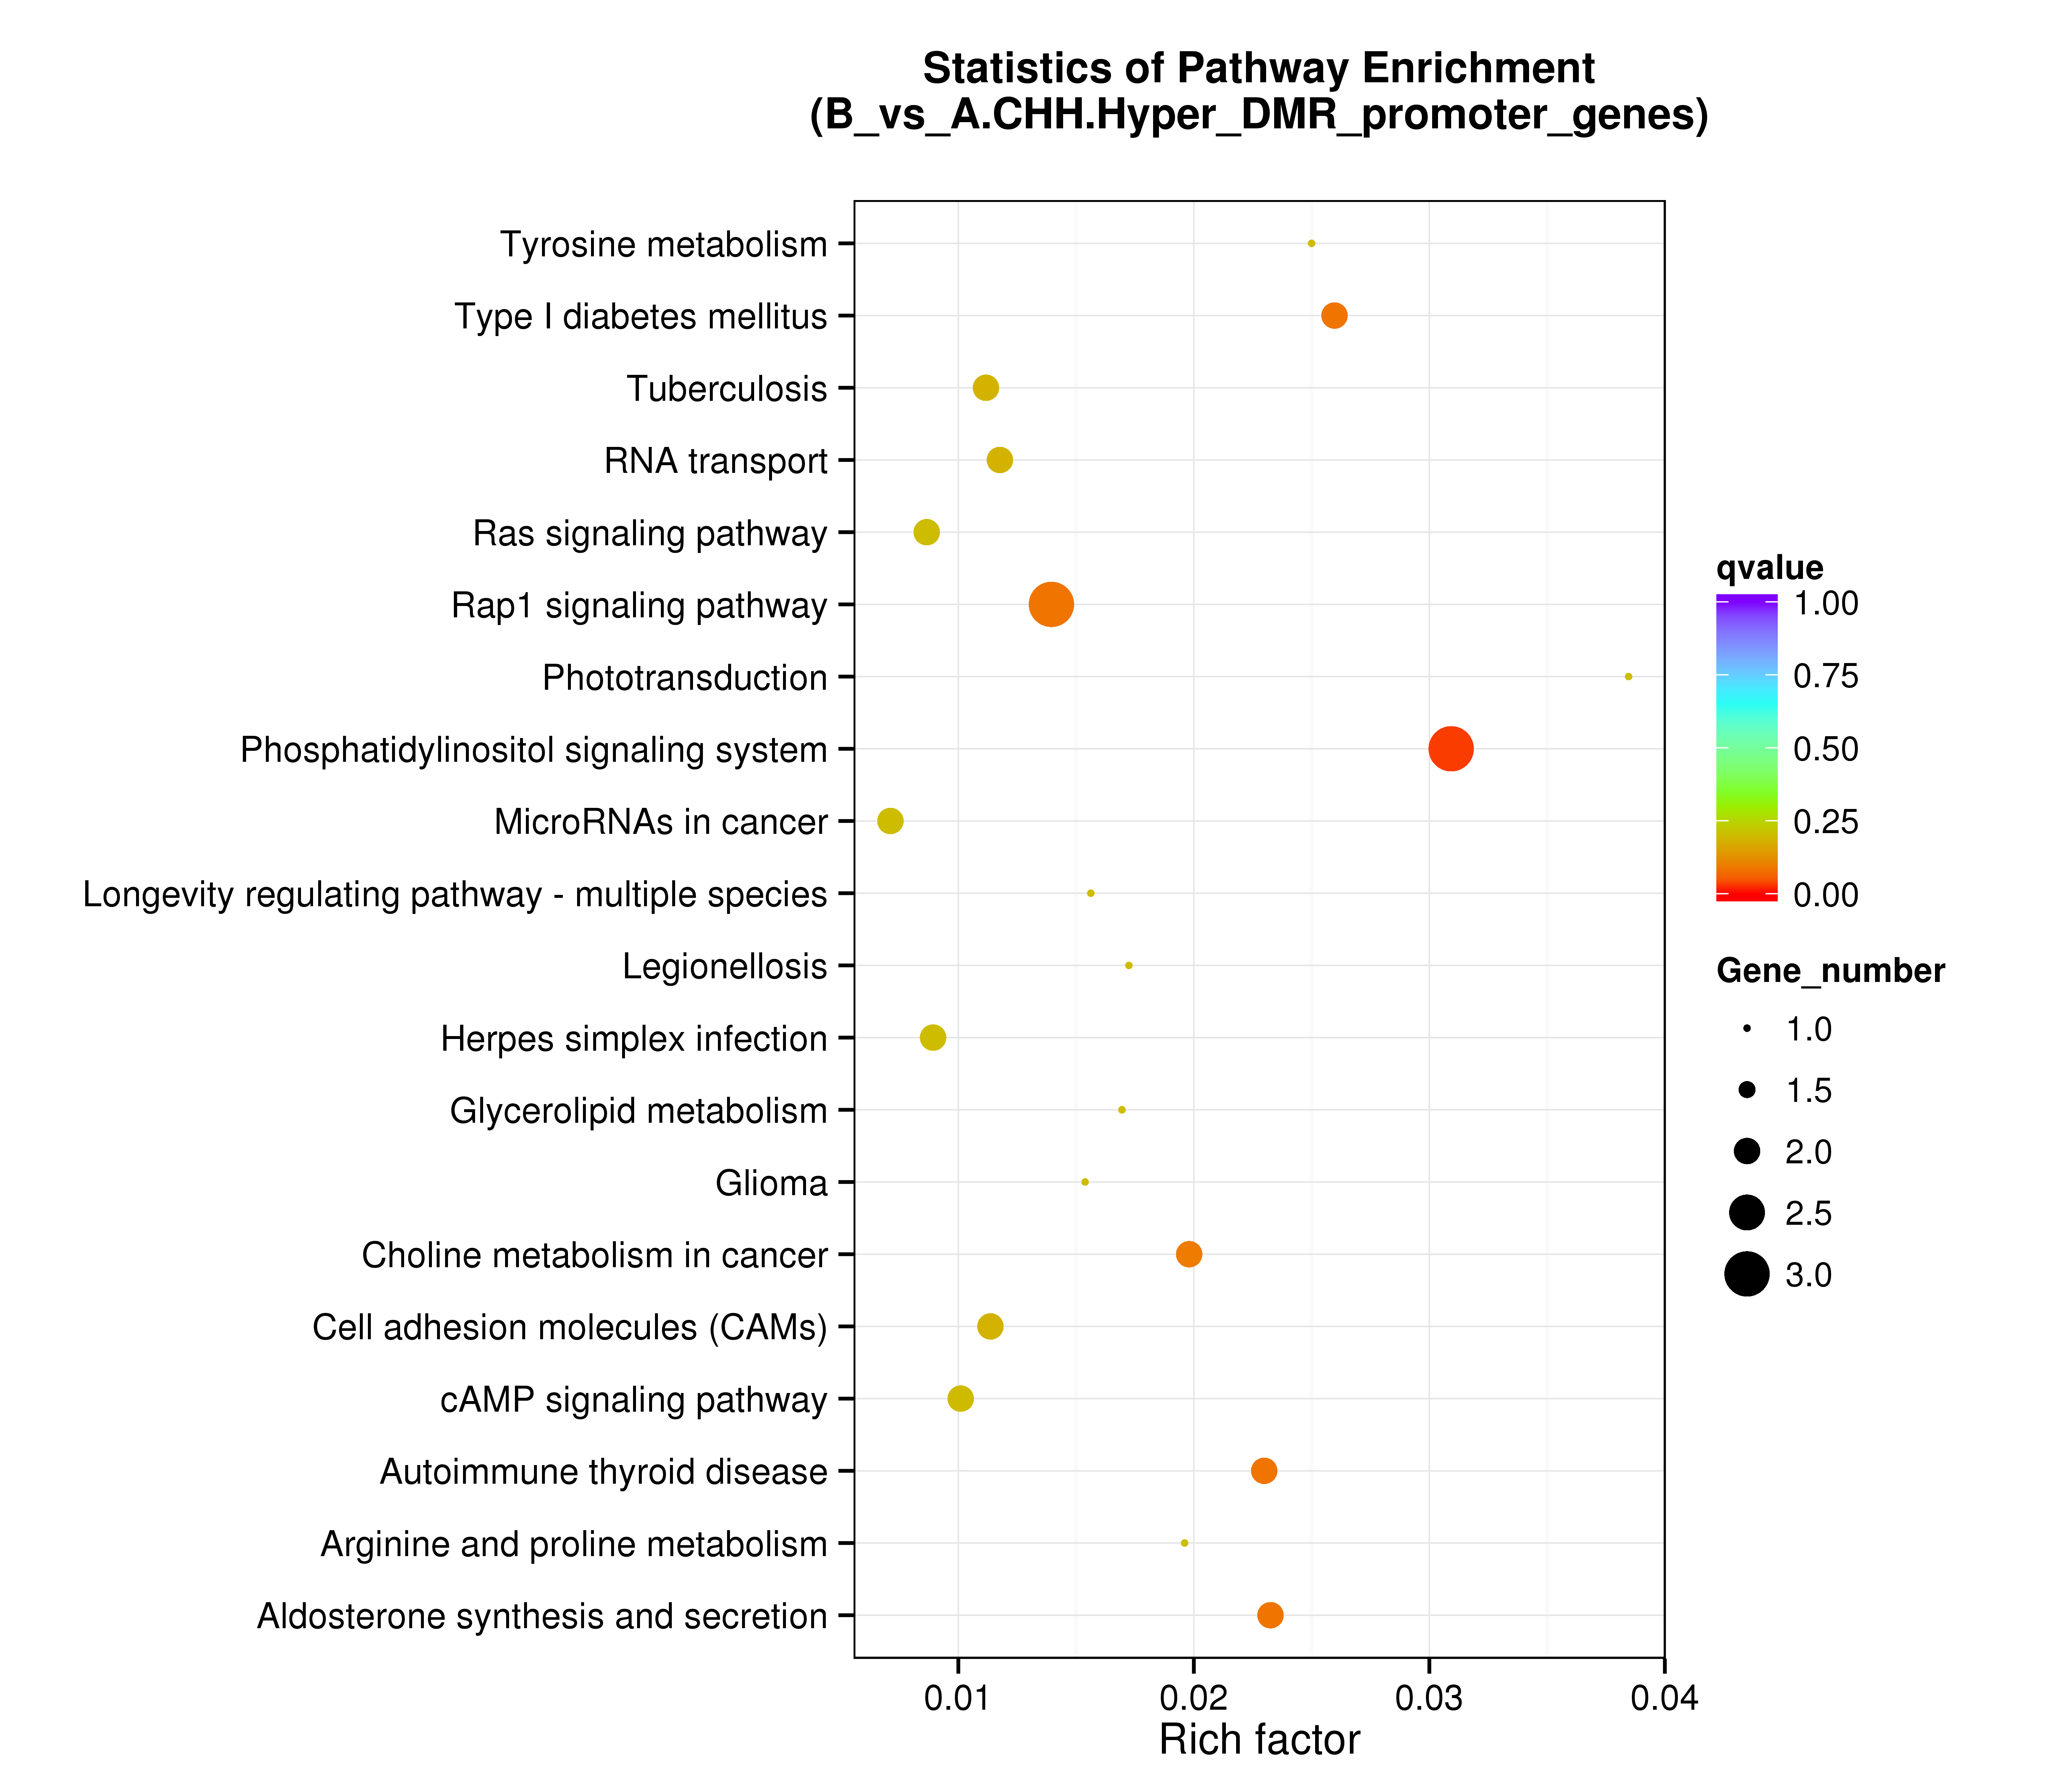 Statistics of Pathway Enrichment
(B_vs_A.CHH.Hyper_DMR_promoter_genes)
Tyrosine metabolism
Type I diabetes mellitus
Tuberculosis
RNA transport
Ras signaling pathway
Rap1 signaling pathway
Phototransduction
Phosphatidylinositol signaling system
MicroRNAs in cancer
Longevity regulating pathway - multiple species
Legionellosis
Herpes simplex infection
Glycerolipid metabolism
Glioma
Choline metabolism in cancer
Cell adhesion molecules (CAMs)
cAMP signaling pathway
Autoimmune thyroid disease
Arginine and proline metabolism
Aldosterone synthesis and secretion
0.01 0.02 0.03 0.04
Rich factor
qvalue
1.00
0.75
0.50
0.25
0.00
Gene_number
1.0
1.5
2.0
2.5
3.0